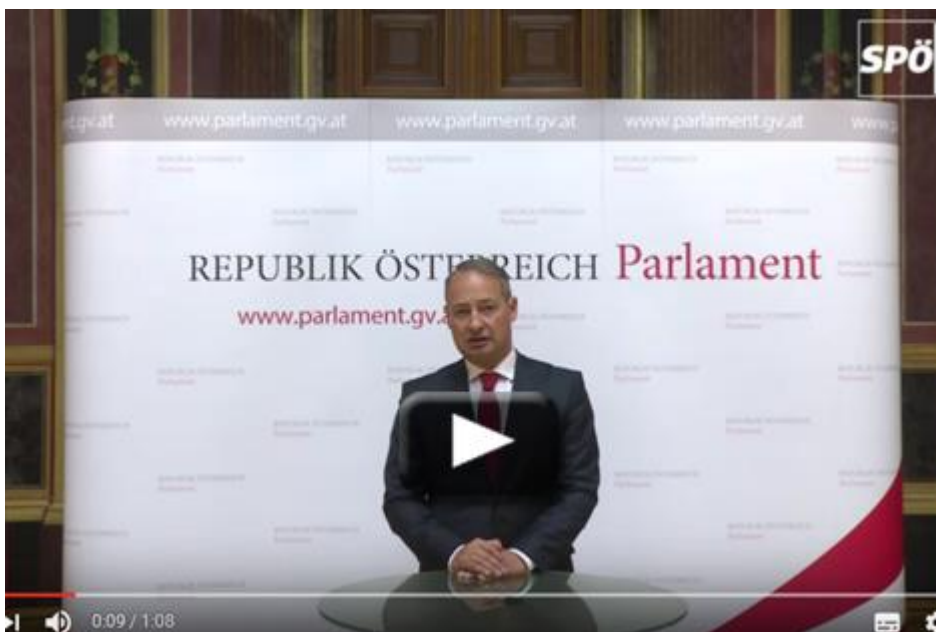 SPÖ
www.parlament.gv.at www.parlament.gv.at www.parlament.gv.at
REPUBLIK ÖSTERREICH Parlament
www.parlament.gv.a
0:09 / 1:08